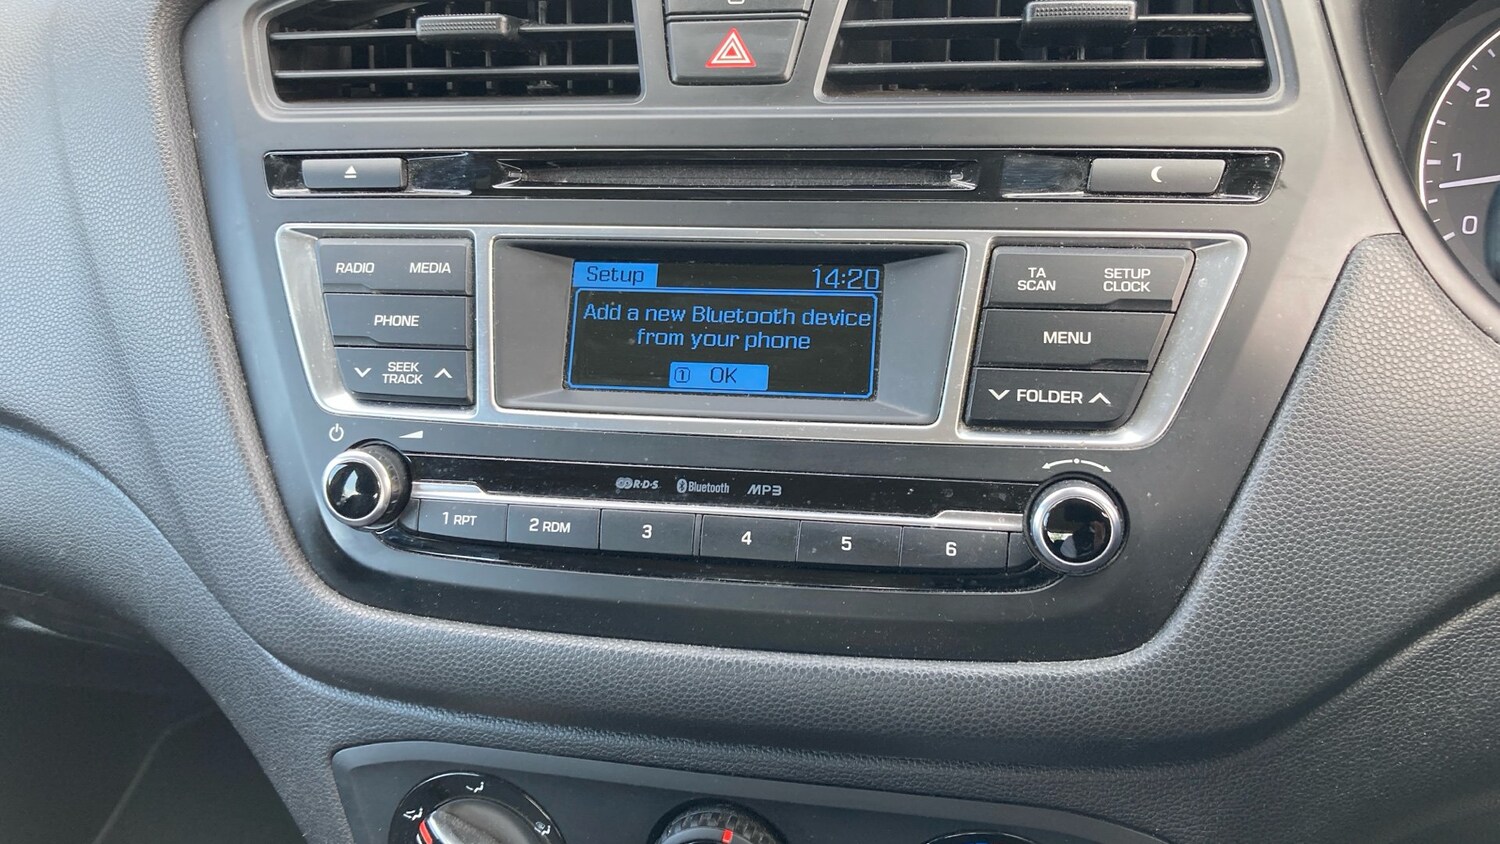 RADIO
MEDIA
PHONE
SEEK
TRACK
Setup
14:20
Add a new Bluetooth device
from your phone
1 OK
TA
SCAN
SETUP
CLOCK
MENU
FOLDER
R·D·S
Bluetooth
MP3
1 RPT
2 RDM
3
4
5
6
2
1
0